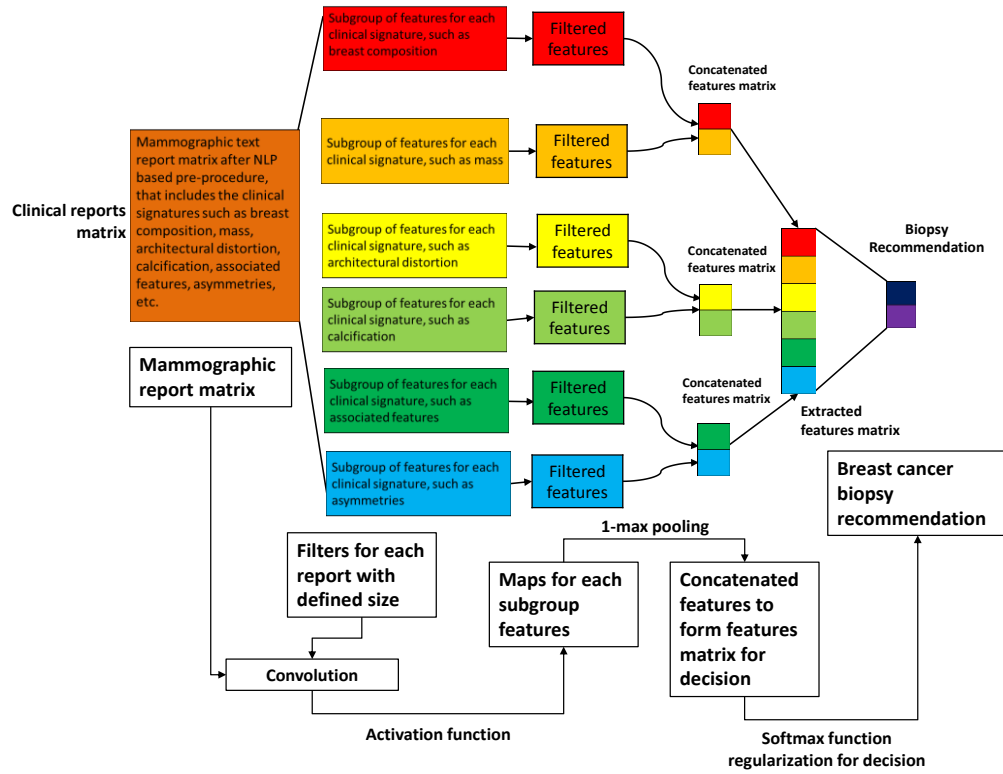 Subgroup of features for each
clinical signature, such as
breast composition
Filtered
features
Concatenated
features matrix
Clinical reports
matrix
Mammographic text
report matrix after NLP
based pre-procedure,
that includes the clinical
signatures such as breast
composition, mass,
architectural distortion,
calcification, associated
features, asymmetries,
etc.
Subgroup of features for each
clinical signature, such as mass
Filtered
features
Subgroup of features for each
clinical signature, such as
architectural distortion
Filtered
features
Concatenated
features matrix
Biopsy
Recommendation
Subgroup of features for each
clinical signature, such as
calcification
Filtered
features
Mammographic
report matrix
Subgroup of features for each
clinical signature, such as
associated features
Filtered
features
Concatenated
features matrix
Extracted
features matrix
Subgroup of features for each
clinical signature, such as
asymmetries
Filtered
features
Breast cancer
biopsy
recommendation
1-max pooling
Filters for each
report with
defined size
Maps for each
subgroup
features
Concatenated
features to
form features
matrix for
decision
Convolution
Activation function
Softmax function
regularization for decision